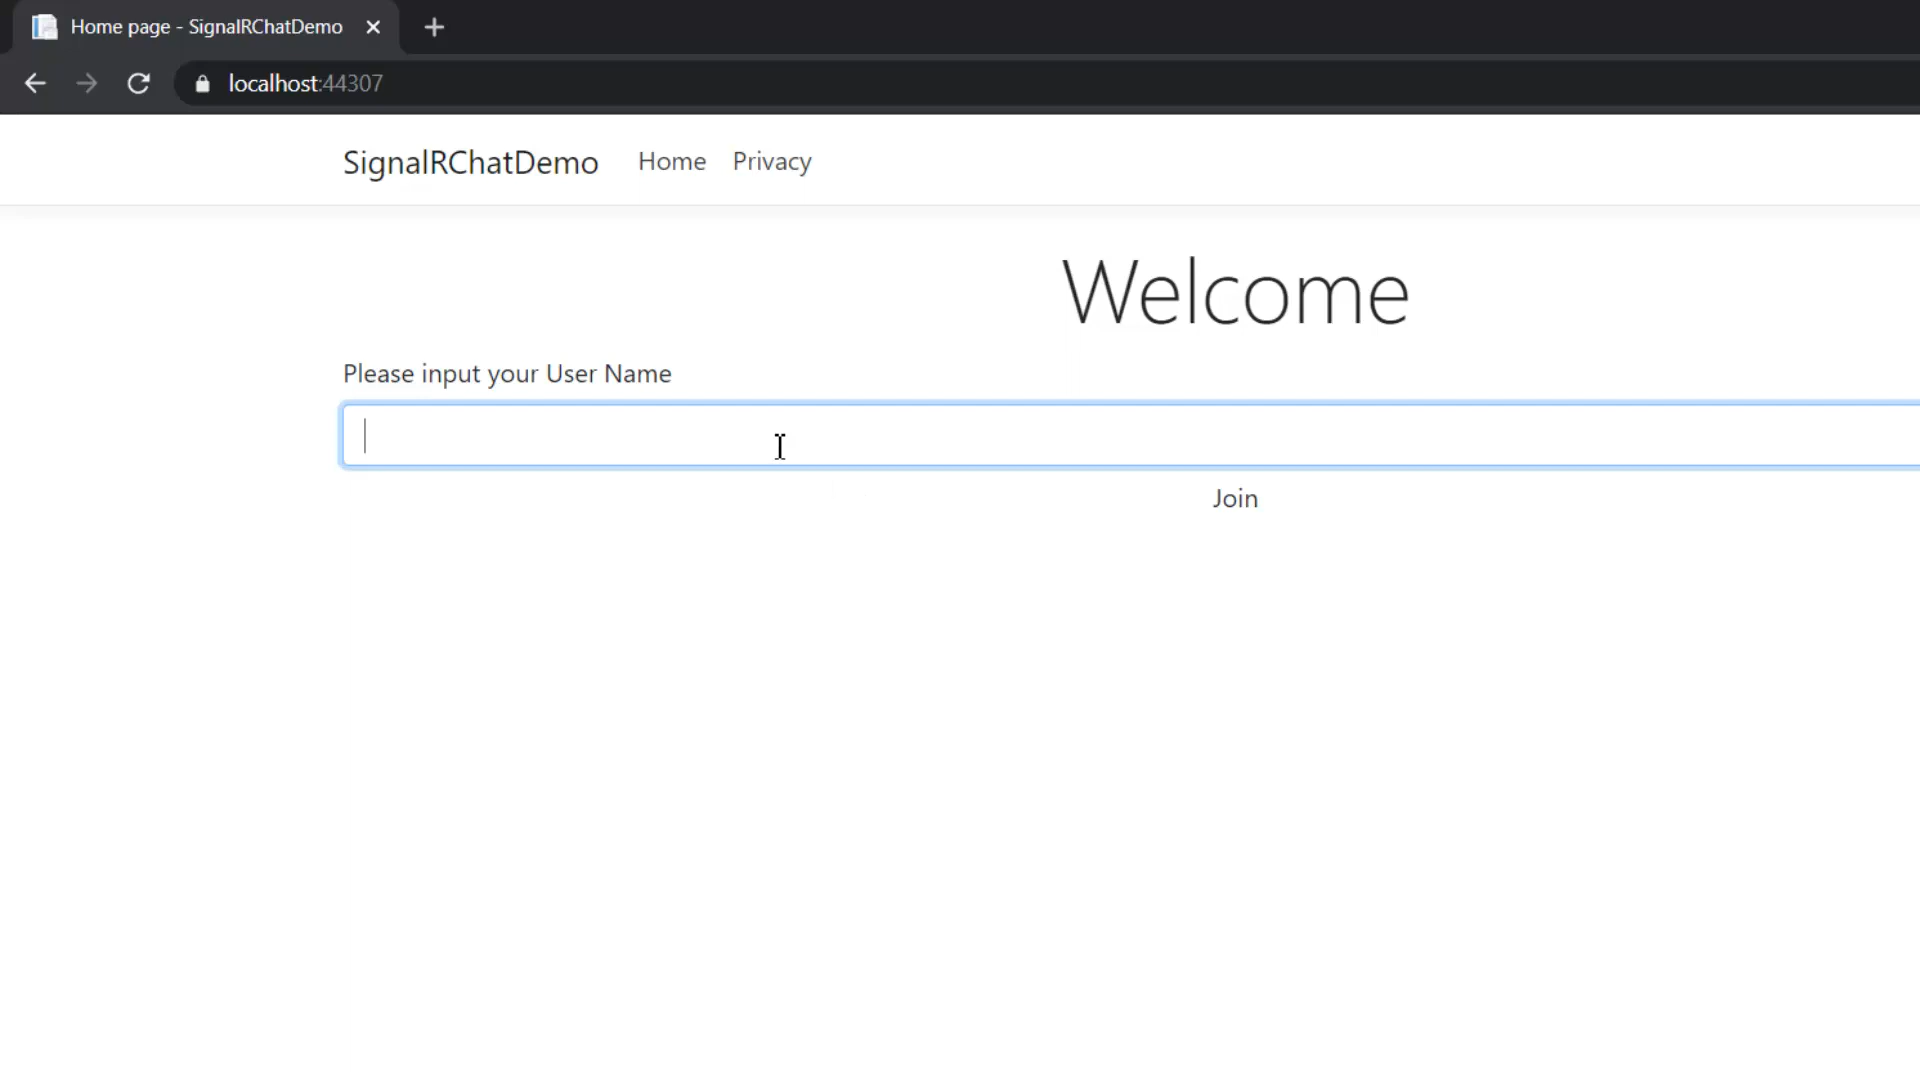 Home page - SignalRChatDemo
localhost:44307
SignalRChatDemo Home Privacy
Welcome
Please input your User Name
Join